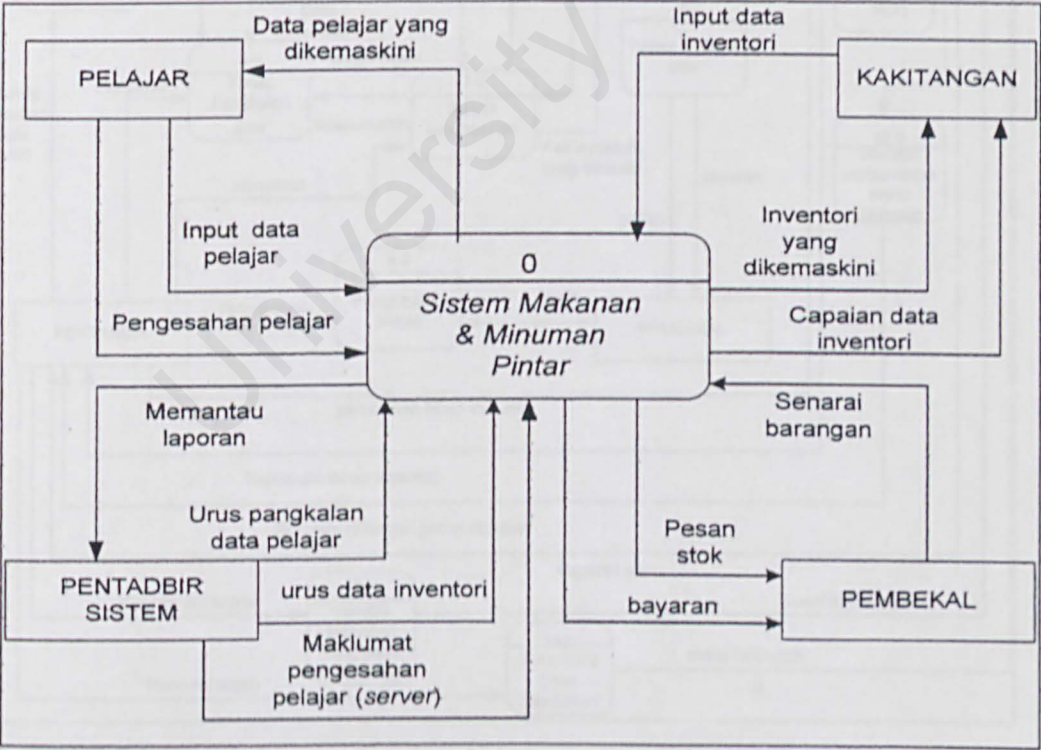 Data pelajar yang
dikemaskini
Input data
inventori
PELAJAR
KAKITANGAN
Input data
pelajar
Pengesahan pelajar
0
Sistem Makanan
& Minuman
Pintar
Inventori
yang
dikemaskini
Capaian data
inventori
Memantau
laporan
Senarai
barangan
Urus pangkalan
data pelajar
Pesan
stok
PENTADBIR
SISTEM
urus data inventori
bayaran
PEMBEKAL
Maklumat
pengesahan
pelajar (server)
University